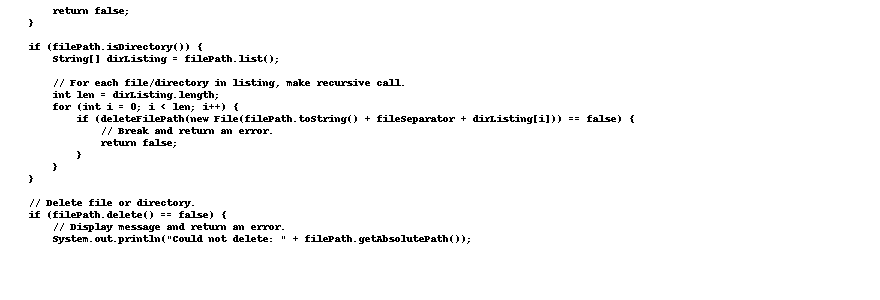 return false;
}
if (filePath.isDirectory()) {
String[] dirListing = filePath.list();
// For each file/directory in listing, make recursive call.
int len = dirListing.length;
for (int i = 0; i < len; i++) {
if (deleteFilePath(new File(filePath.toString() + fileSeparator + dirListing[i])) == false) {
// Break and return an error.
return false;
}
}
}
// Delete file or directory.
if (filePath.delete() == false) {
// Display message and return an error.
System.out.println("Could not delete: " + filePath.getAbsolutePath());